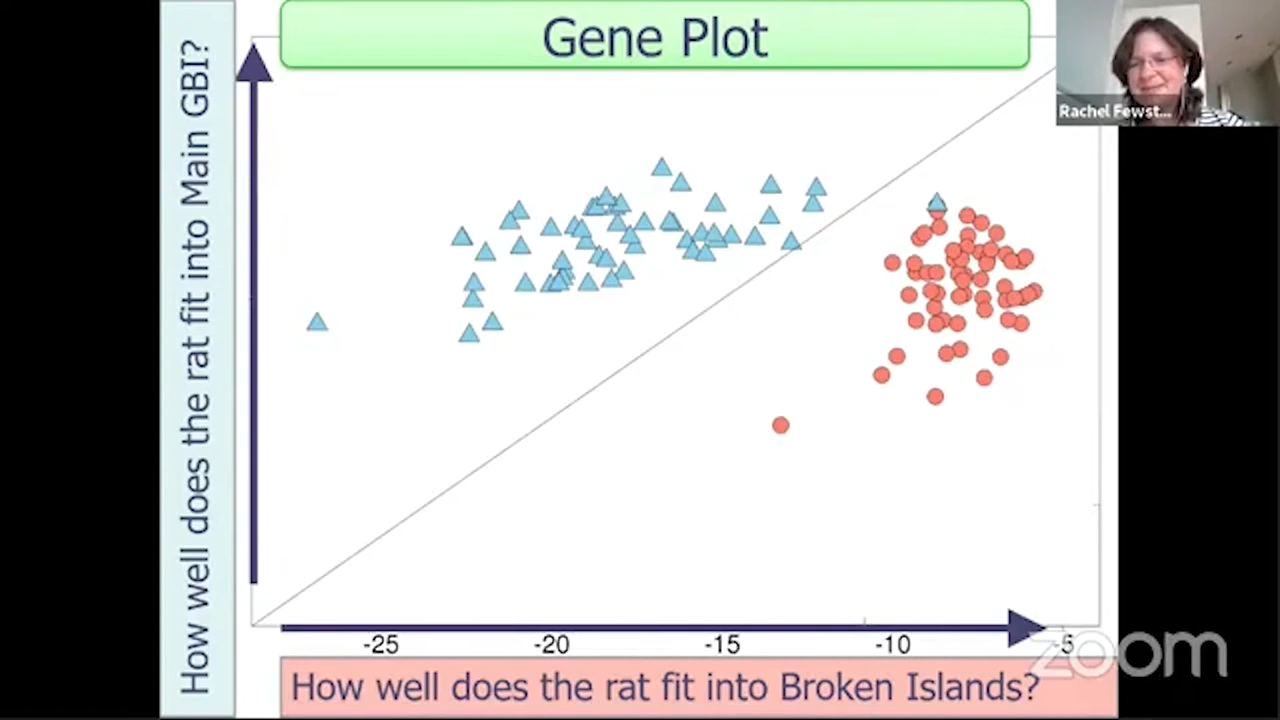 Gene Plot
Rachel Fewst...
How well does the rat fit into Main GBI?
-25 -20 -15 -10 -5
How well does the rat fit into Broken Islands?
zoom